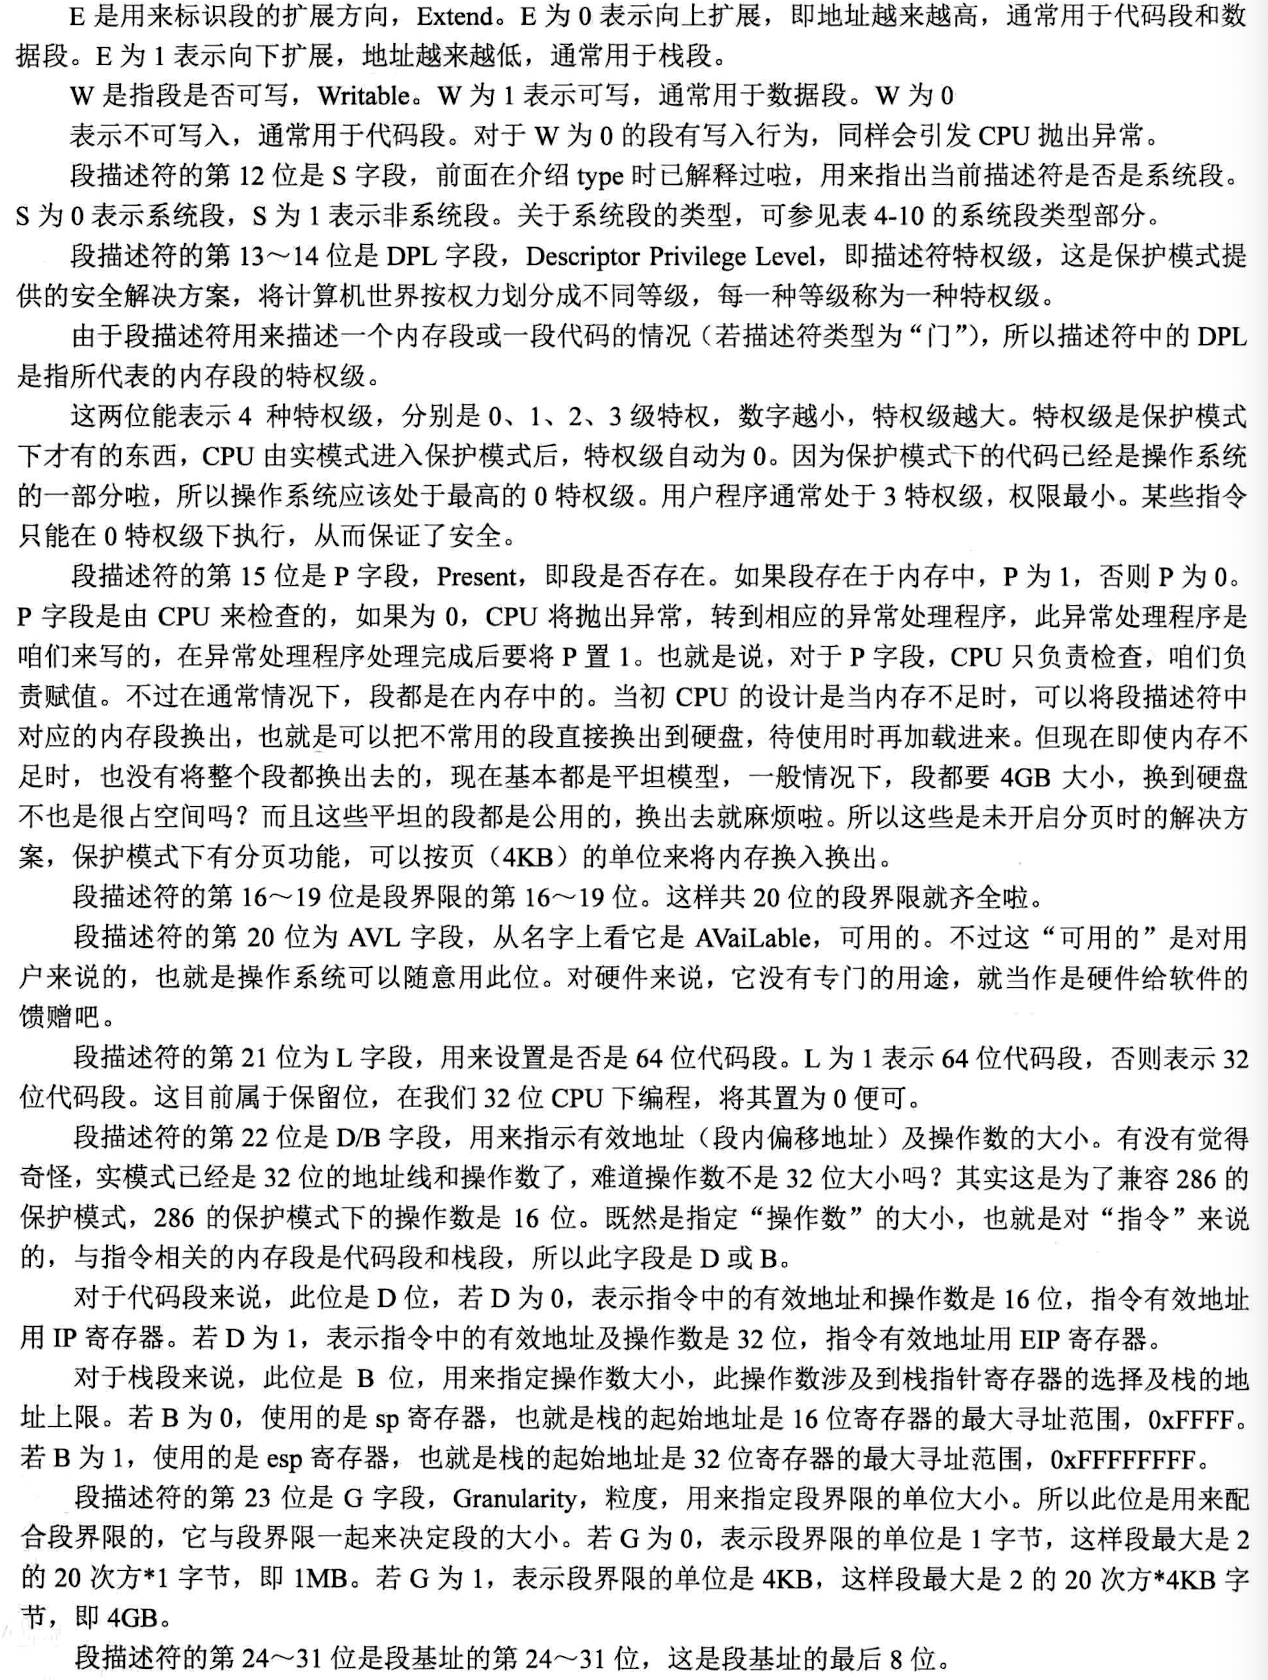 E 是用来标识段的扩展方向，Extend。E 为 0 表示向上扩展，即地址越来越高，通常用于代码段和数
据段。E 为 1 表示向下扩展，地址越来越低，通常用于栈段。
W 是指段是否可写，Writable。W 为 1 表示可写，通常用于数据段。W 为 0
表示不可写入，通常用于代码段。对于 W 为 0 的段有写入行为，同样会引发 CPU 抛出异常。
段描述符的第 12 位是 S 字段，前面在介绍 type 时已解释过啦，用来指出当前描述符是否是系统段。
S 为 0 表示系统段，S 为 1 表示非系统段。关于系统段的类型，可参见表 4-10 的系统段类型部分。
段描述符的第 13～14 位是 DPL 字段，Descriptor Privilege Level，即描述符特权级，这是保护模式提
供的安全解决方案，将计算机世界按权力划分成不同等级，每一种等级称为一种特权级。
由于段描述符用来描述一个内存段或一段代码的情况（若描述符类型为“门”），所以描述符中的 DPL
是指所代表的内存段的特权级。
这两位能表示 4 种特权级，分别是 0、1、2、3 级特权，数字越小，特权级越大。特权级是保护模式
下才有的东西，CPU 由实模式进入保护模式后，特权级自动为 0。因为保护模式下的代码已经是操作系统
的一部分啦，所以操作系统应该处于最高的 0 特权级。用户程序通常处于 3 特权级，权限最小。某些指令
只能在 0 特权级下执行，从而保证了安全。
段描述符的第 15 位是 P 字段，Present，即段是否存在。如果段存在于内存中，P 为 1，否则 P 为 0。
P 字段是由 CPU 来检查的，如果为 0，CPU 将抛出异常，转到相应的异常处理程序，此异常处理程序是
咱们来写的，在异常处理程序处理完成后要将 P 置 1。也就是说，对于 P 字段，CPU 只负责检查，咱们负
责赋值。不过在通常情况下，段都是在内存中的。当初 CPU 的设计是当内存不足时，可以将段描述符中
对应的内存段换出，也就是可以把不常用的段直接换出到硬盘，待使用时再加载进来。但现在即使内存不
足时，也没有将整个段都换出去的，现在基本都是平坦模型，一般情况下，段都要 4GB 大小，换到硬盘
不也是很占空间吗？而且这些平坦的段都是公用的，换出去就麻烦啦。所以这些是未开启分页时的解决方
案，保护模式下有分页功能，可以按页（4KB）的单位来将内存换入换出。
段描述符的第 16～19 位是段界限的第 16～19 位。这样共 20 位的段界限就齐全啦。
段描述符的第 20 位为 AVL 字段，从名字上看它是 AVaiLable，可用的。不过这“可用的”是对用
户来说的，也就是操作系统可以随意用此位。对硬件来说，它没有专门的用途，就当作是硬件给软件的
馈赠吧。
段描述符的第 21 位为 L 字段，用来设置是否是 64 位代码段。L 为 1 表示 64 位代码段，否则表示 32
位代码段。这目前属于保留位，在我们 32 位 CPU 下编程，将其置为 0 便可。
段描述符的第 22 位是 D/B 字段，用来指示有效地址（段内偏移地址）及操作数的大小。有没有觉得
奇怪，实模式已经是 32 位的地址线和操作数了，难道操作数不是 32 位大小吗？其实这是为了兼容 286 的
保护模式，286 的保护模式下的操作数是 16 位。既然是指定“操作数”的大小，也就是对“指令”来说
的，与指令相关的内存段是代码段和栈段，所以此字段是 D 或 B。
对于代码段来说，此位是 D 位，若 D 为 0，表示指令中的有效地址和操作数是 16 位，指令有效地址
用 IP 寄存器。若 D 为 1，表示指令中的有效地址及操作数是 32 位，指令有效地址用 EIP 寄存器。
对于栈段来说，此位是 B 位，用来指定操作数大小，此操作数涉及到栈指针寄存器的选择及栈的地
址上限。若 B 为 0，使用的是 sp 寄存器，也就是栈的起始地址是 16 位寄存器的最大寻址范围，0xFFFF。
若 B 为 1，使用的是 esp 寄存器，也就是栈的起始地址是 32 位寄存器的最大寻址范围，0xFFFFFFFF。
段描述符的第 23 位是 G 字段，Granularity，粒度，用来指定段界限的单位大小。所以此位是用来配
合段界限的，它与段界限一起来决定段的大小。若 G 为 0，表示段界限的单位是 1 字节，这样段最大是 2
的 20 次方*1 字节，即 1MB。若 G 为 1，表示段界限的单位是 4KB，这样段最大是 2 的 20 次方*4KB 字
节，即 4GB。
段描述符的第 24～31 位是段基址的第 24～31 位，这是段基址的最后 8 位。